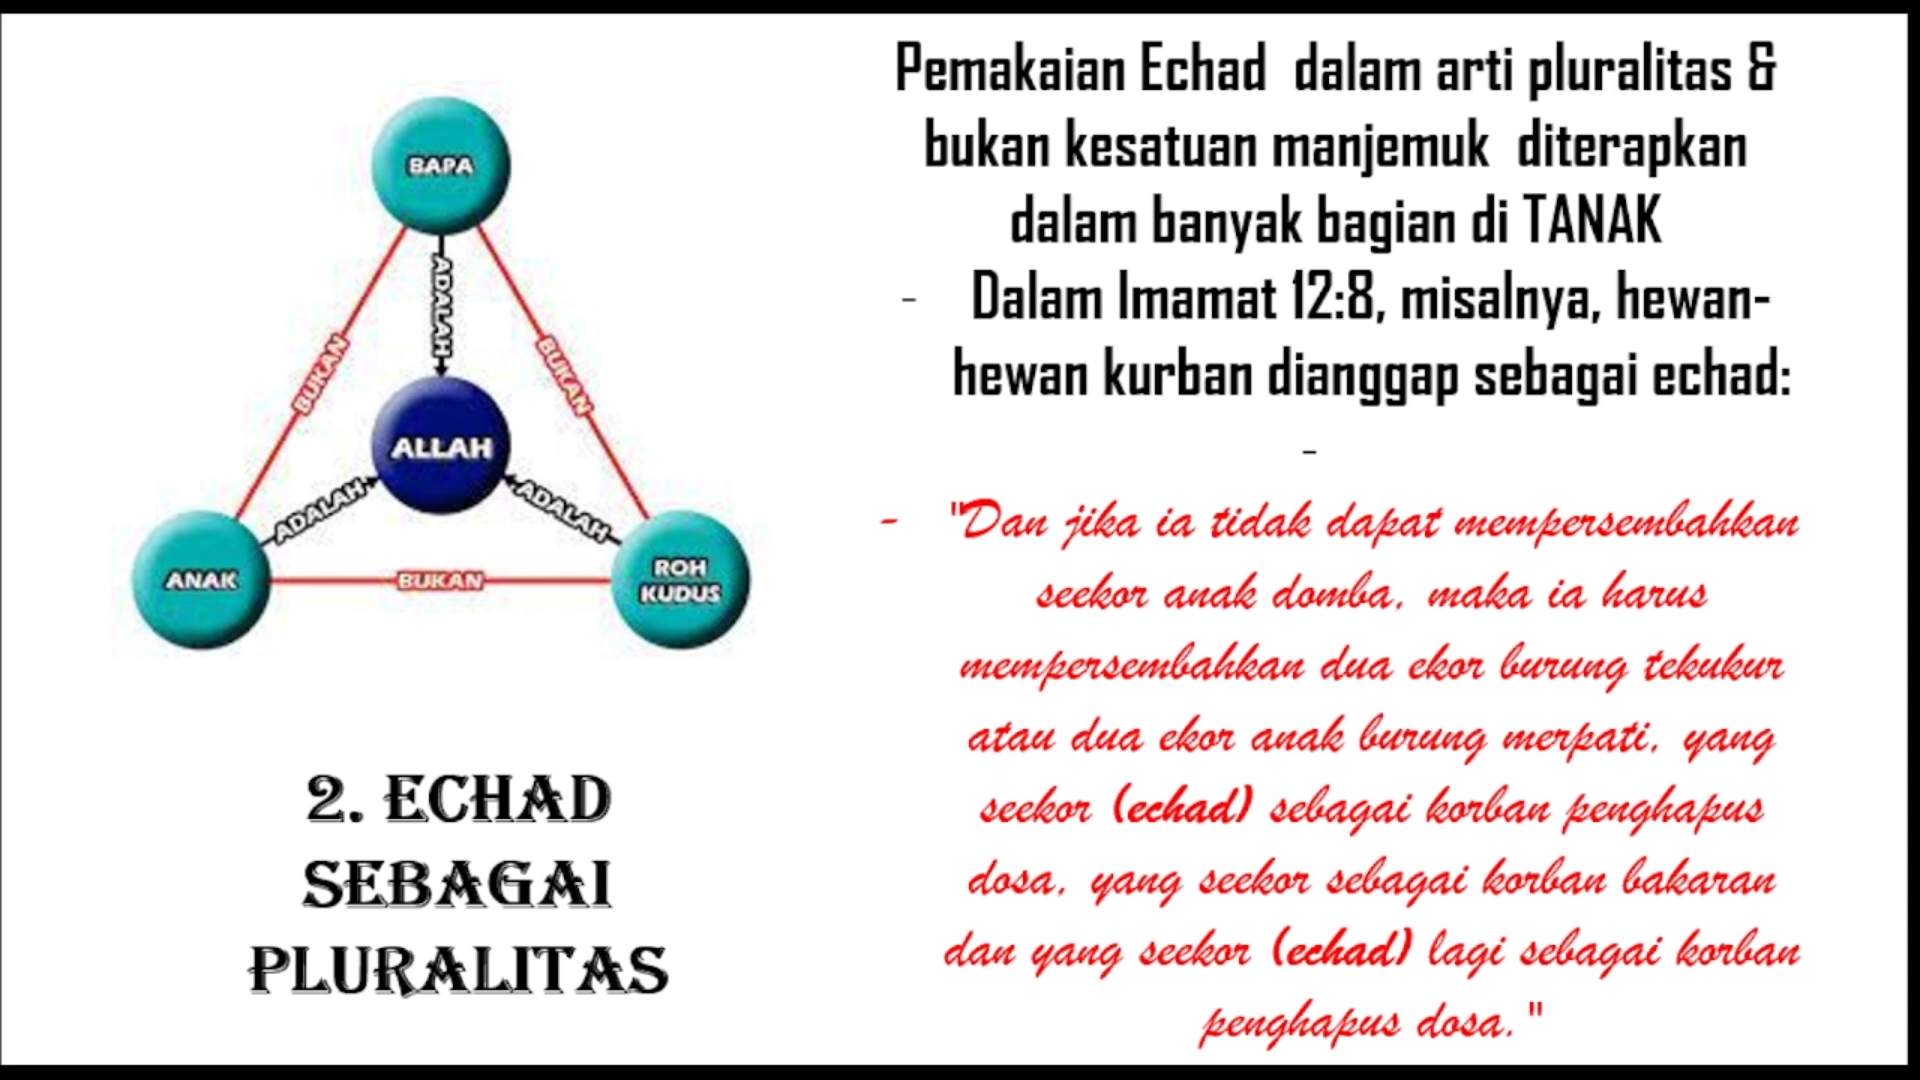 BAPA
ADALAH
BUKAN
BUKAN
ALLAH
ADALAH
ADALAH
ANAK
BUKAN
ROH
KUDUS
2. ECHAD
SEBAGAI
PLURALITAS
Pemakaian Echad dalam arti pluralitas &
bukan kesatuan manjemuk diterapkan
dalam banyak bagian di TANAK
- Dalam Imamat 12:8, misalnya, hewan-
hewan kurban dianggap sebagai echad:
-
- "Dan jika ia tidak dapat mempersembahkan
seekor anak domba, maka ia harus
mempersembahkan dua ekor burung tekukur
atau dua ekor anak burung merpati, yang
seekor (echad) sebagai korban penghapus
dosa, yang seekor sebagai korban bakaran
dan yang seekor (echad) lagi sebagai korban
penghapus dosa."